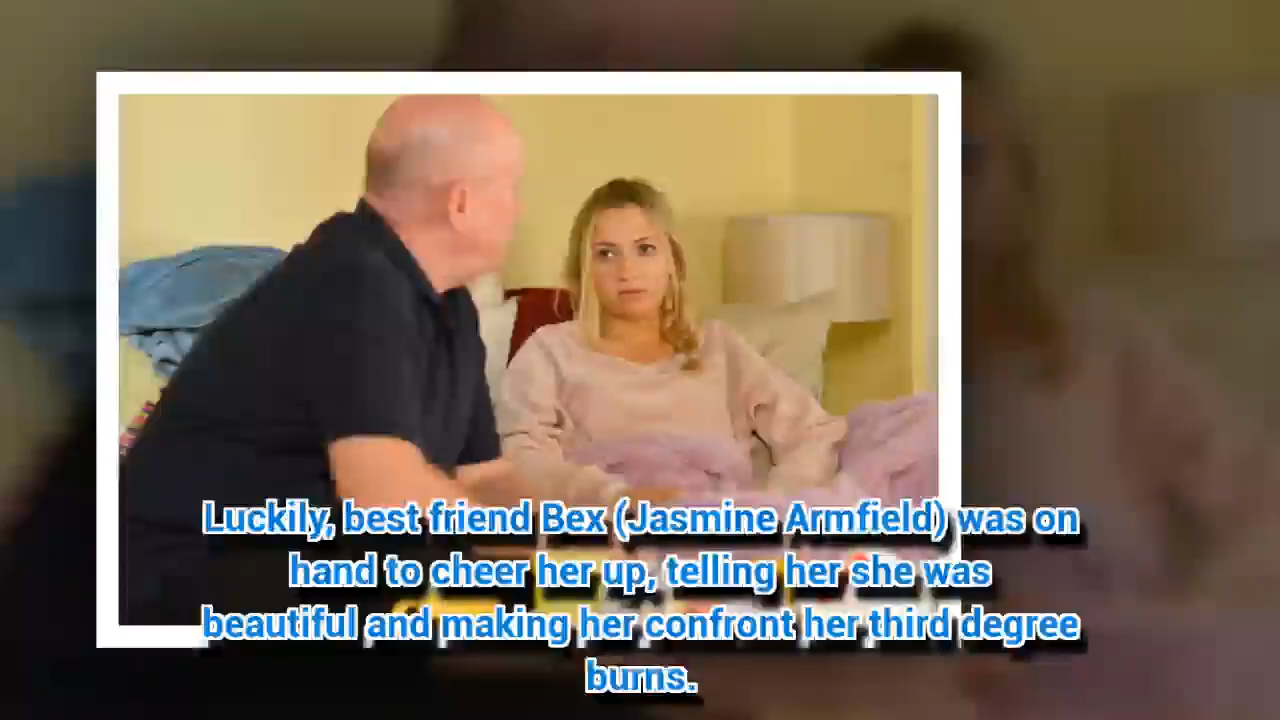 Luckily, best friend Bex (Jasmine Armfield) was on
hand to cheer her up, telling her she was
beautiful and making her confront her third degree
burns.